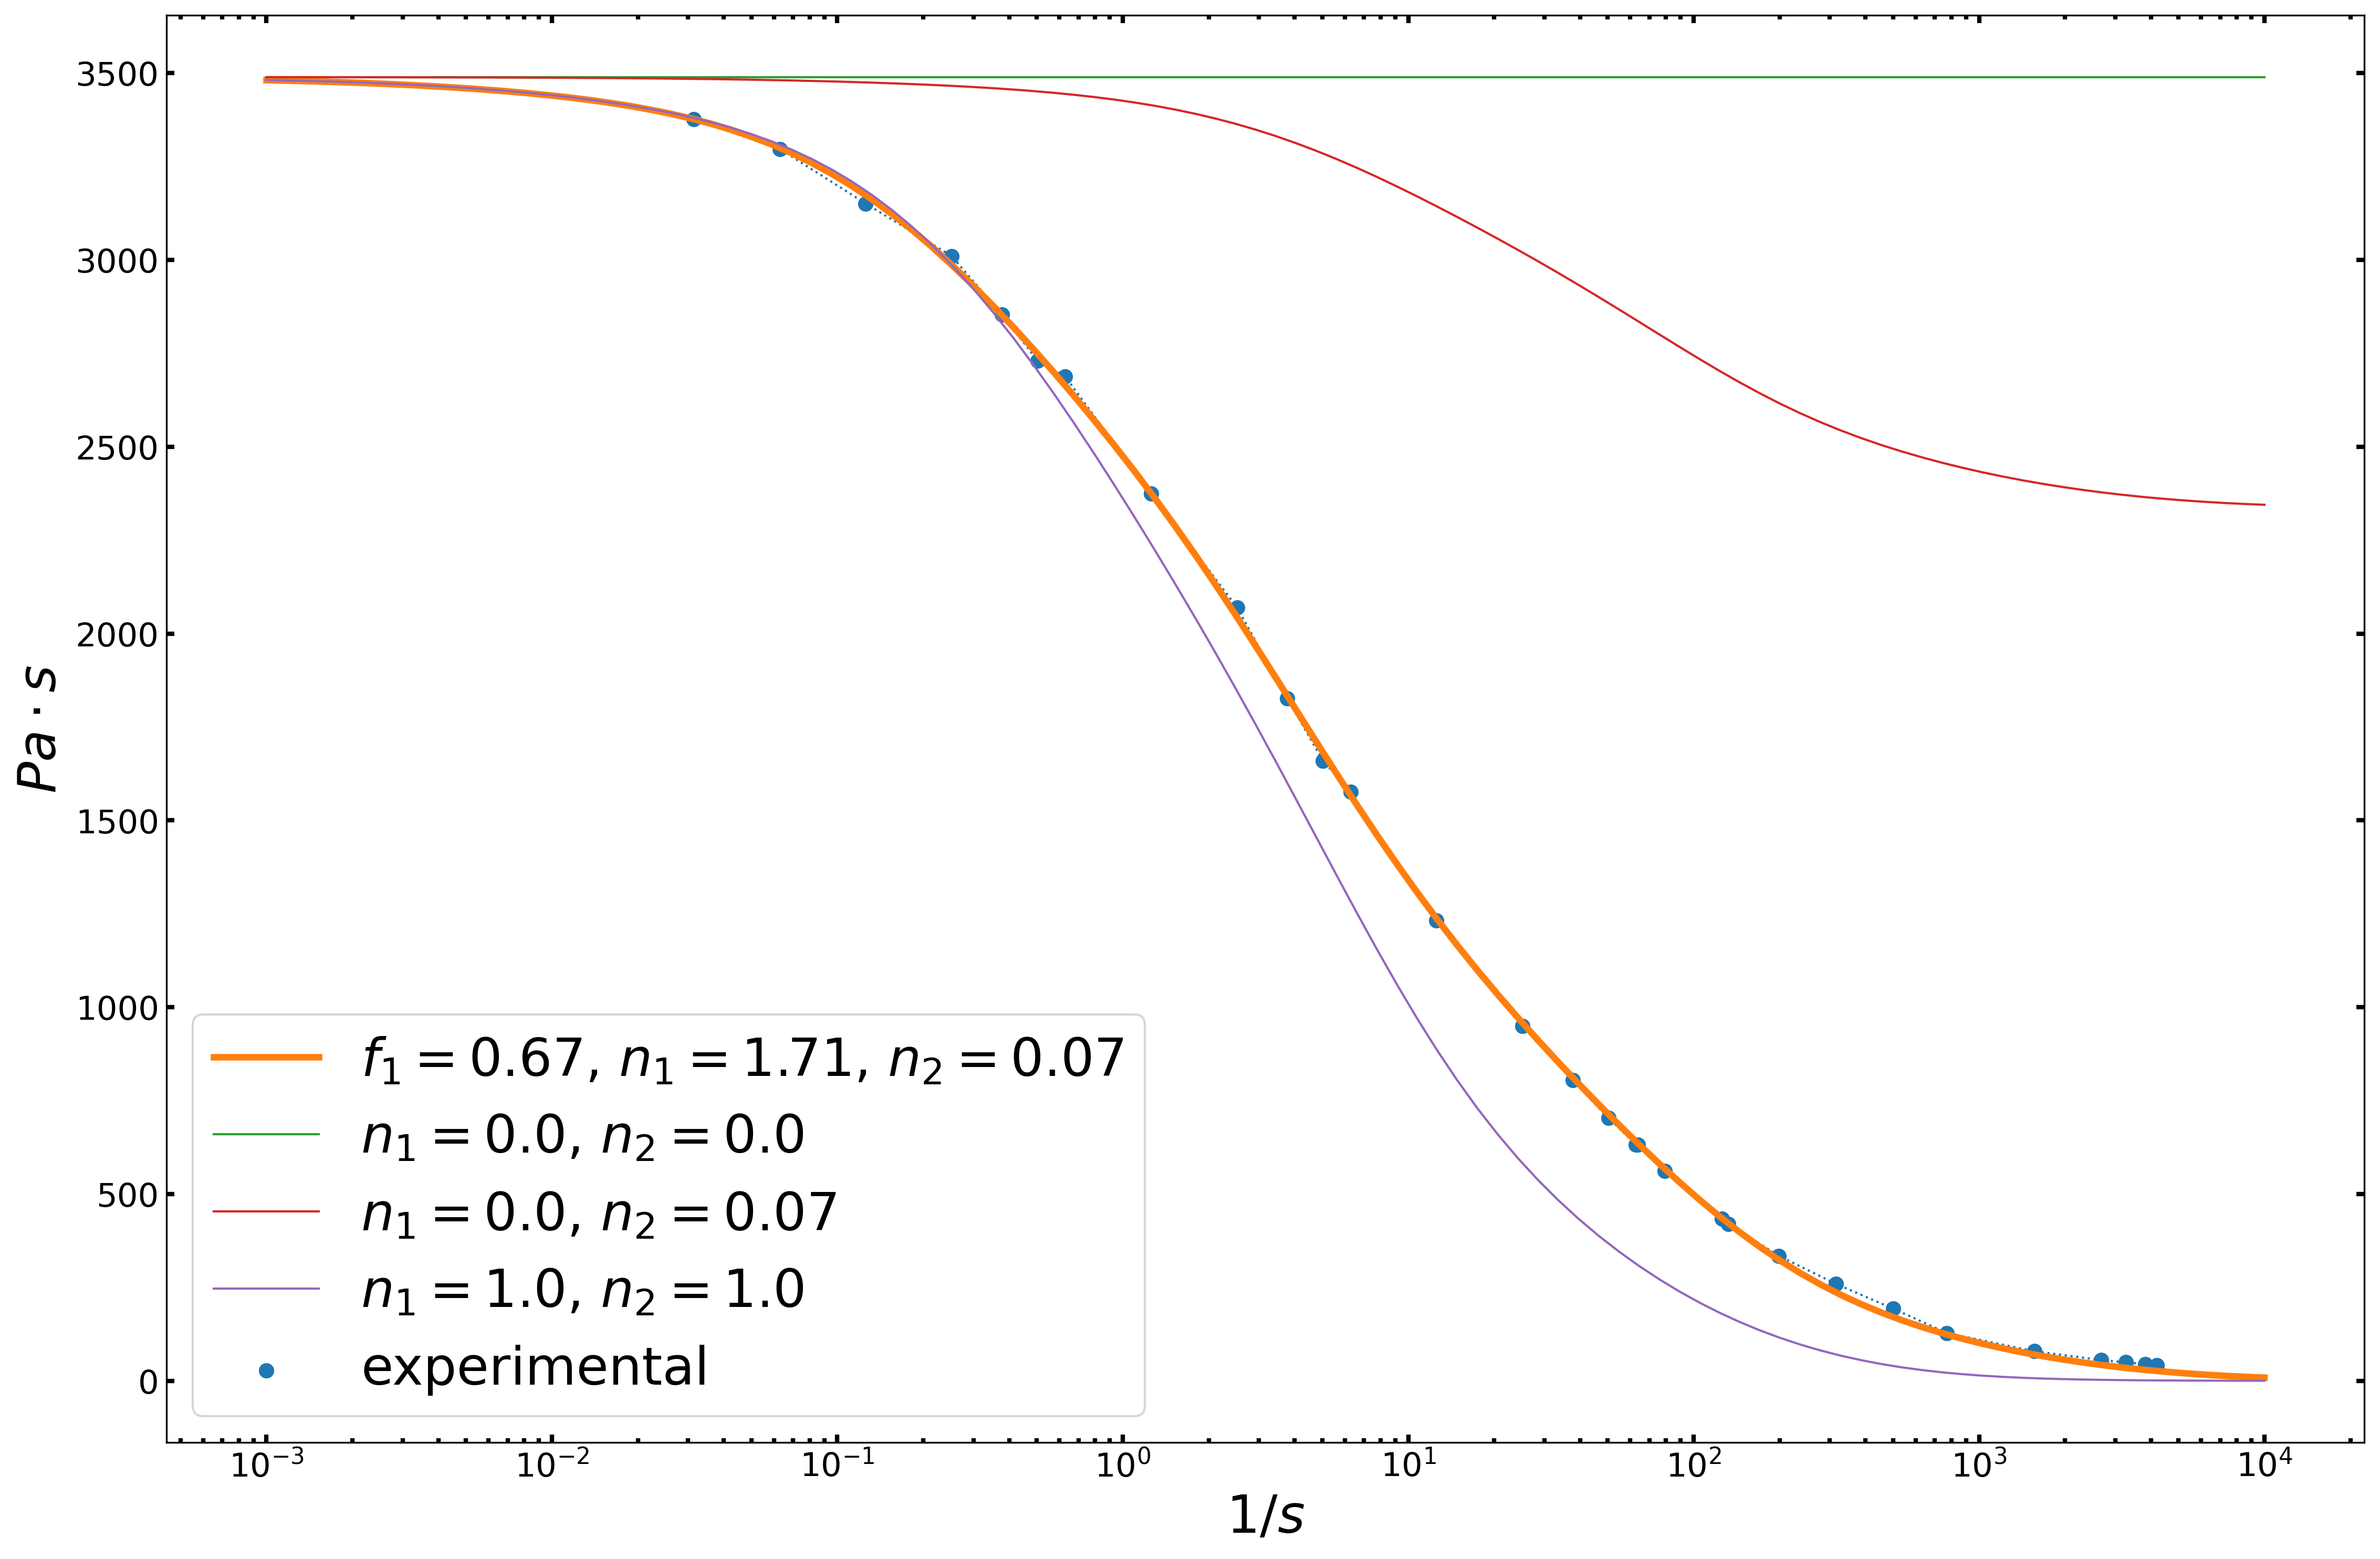 3500
3000
2500
2000
1500
1000
500
0
Pa · s
f₁ = 0.67, n₁ = 1.71, n₂ = 0.07
n₁ = 0.0, n₂ = 0.0
n₁ = 0.0, n₂ = 0.07
n₁ = 1.0, n₂ = 1.0
experimental
10⁻³ 10⁻² 10⁻¹ 10⁰ 10¹ 10² 10³ 10⁴
1/s